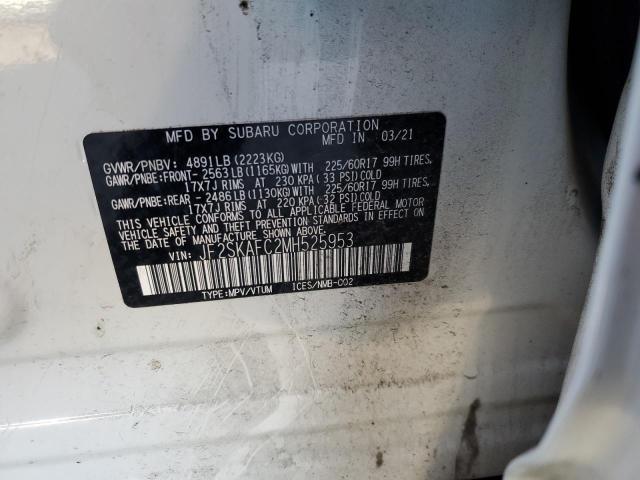 MFD BY SUBARU CORPORATION
MFD IN 03/21
GVWR/PNBV: 4891LB(2223KG)
GAWR/PNBE:FRONT- 2563LB(1165KG)WITH 225/60R17 99H TIRES,
17X7J RIMS AT 230 KPA(33 PSI)COLD
GAWR/PNBE:REAR - 2486LB(1130KG)WITH 225/60R17 99H TIRES,
17X7J RIMS AT 220 KPA(32 PSI)COLD
THIS VEHICLE CONFORMS TO ALL APPLICABLE FEDERAL MOTOR
VEHICLE SAFETY, BUMPER, AND THEFT PREVENTION STANDARDS
IN EFFECT ON THE DATE OF MANUFACTURE SHOWN ABOVE.
VIN: JF2SKAFC2MH525953
TYPE:MPV/VTUM ICES/NMB-002